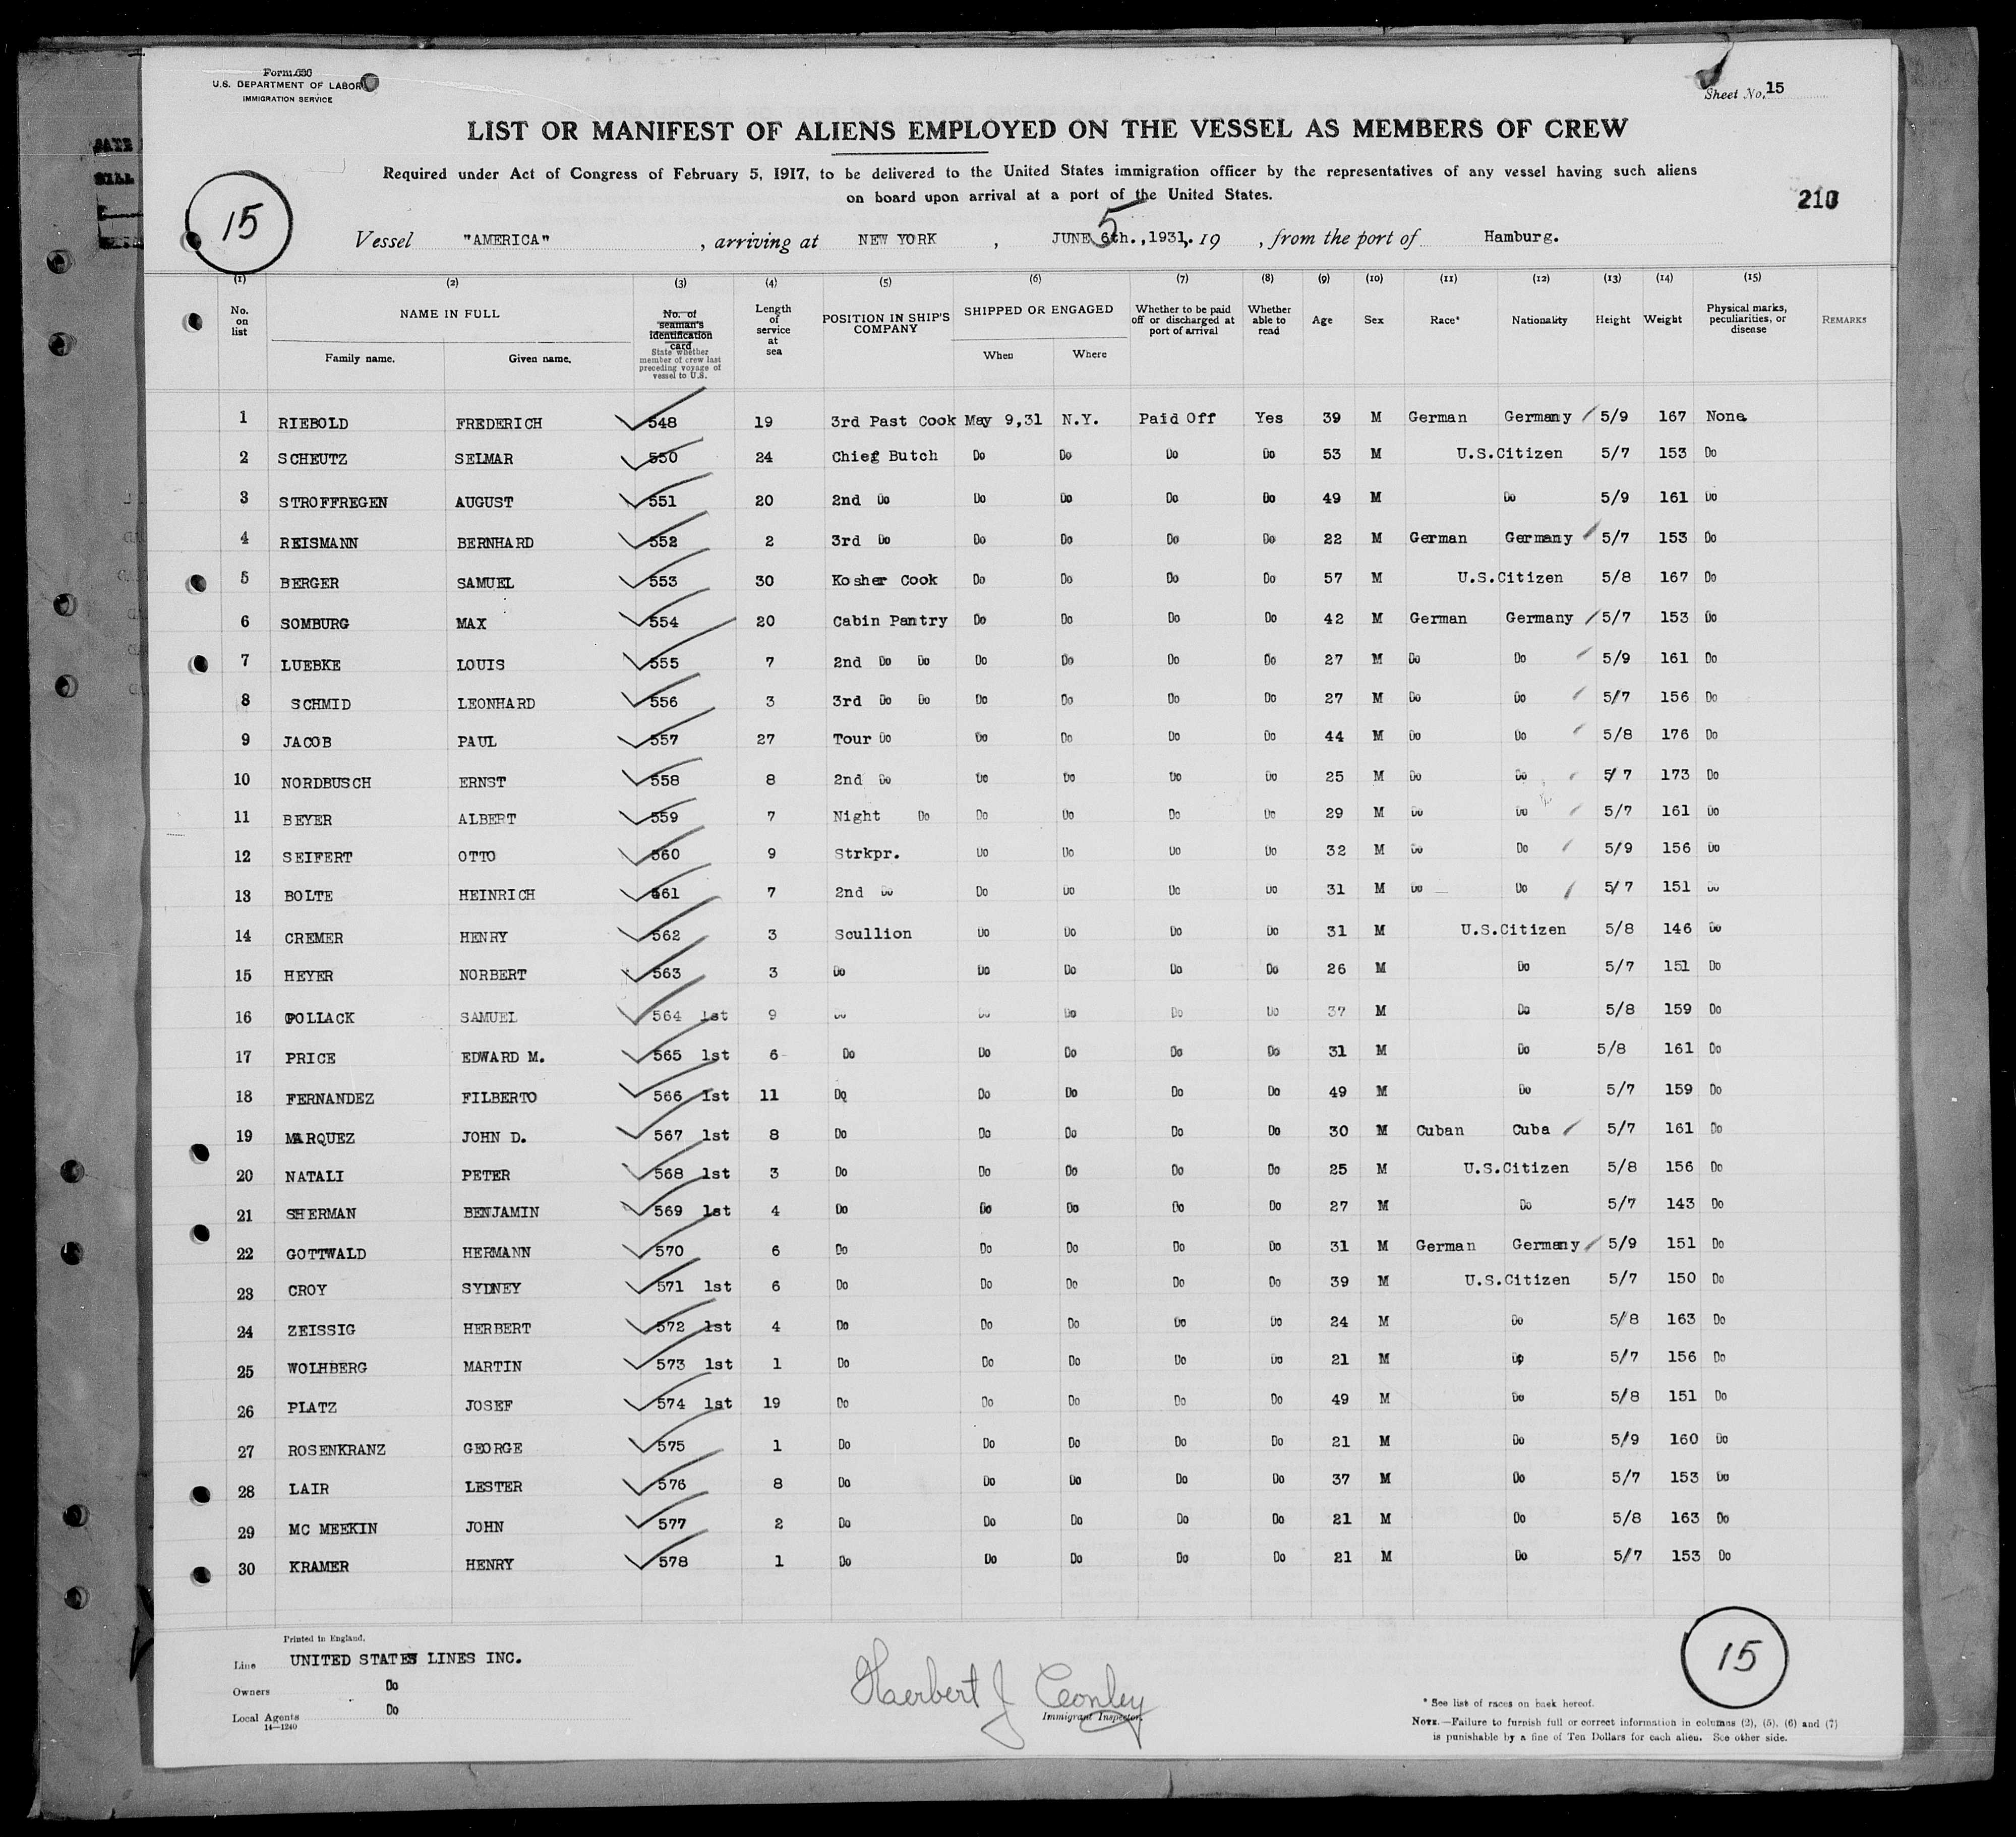 Form 680
U.S. DEPARTMENT OF LABOR
IMMIGRATION SERVICE
Sheet No. 15
LIST OR MANIFEST OF ALIENS EMPLOYED ON THE VESSEL AS MEMBERS OF CREW
Required under Act of Congress of February 5, 1917, to be delivered to the United States immigration officer by the representatives of any vessel having such aliens
on board upon arrival at a port of the United States.
210
15
Vessel "AMERICA", arriving at NEW YORK, JUNE 6th.,1931. 19 , from the port of Hamburg.
5
(1) (2) (3) (4) (5) (6) (7) (8) (9) (10) (11) (12) (13) (14) (15)
No. on list
NAME IN FULL
Family name. Given name.
No. of seaman's identification card
State whether member of crew last preceding voyage of vessel to U.S.
Length of service at sea
POSITION IN SHIP'S COMPANY
SHIPPED OR ENGAGED
When Where
Whether to be paid off or discharged at port of arrival
Whether able to read
Age Sex Race* Nationality Height Weight
Physical marks, peculiarities, or disease
REMARKS
1 RIEBOLD FREDERICH 548 19 3rd Past Cook May 9,31 N.Y. Paid Off Yes 39 M German Germany 5/9 167 None
2 SCHEUTZ SELMAR 550 24 Chief Butch Do Do Do Do 53 M U.S.Citizen 5/7 153 Do
3 STROFFREGEN AUGUST 551 20 2nd Do Do Do Do Do 49 M Do 5/9 161 Do
4 REISMANN BERNHARD 552 2 3rd Do Do Do Do Do 22 M German Germany 5/7 153 Do
5 BERGER SAMUEL 553 30 Kosher Cook Do Do Do Do 57 M U.S.Citizen 5/8 167 Do
6 SOMBURG MAX 554 20 Cabin Pantry Do Do Do Do 42 M German Germany 5/7 153 Do
7 LUEBKE LOUIS 555 7 2nd Do Do Do Do Do Do 27 M Do Do 5/9 161 Do
8 SCHMID LEONHARD 556 3 3rd Do Do Do Do Do Do 27 M Do Do 5/7 156 Do
9 JACOB PAUL 557 27 Tour Do Do Do Do Do 44 M Do Do 5/8 176 Do
10 NORDBUSCH ERNST 558 8 2nd Do Do Do Do Do 25 M Do Do 5/7 173 Do
11 BEYER ALBERT 559 7 Night Do Do Do Do Do 29 M Do Do 5/7 161 Do
12 SEIFERT OTTO 560 9 Strkpr. Do Do Do Do 32 M Do Do 5/9 156 Do
13 BOLTE HEINRICH 561 7 2nd Do Do Do Do Do 31 M Do Do 5/7 151 Do
14 CREMER HENRY 562 3 Scullion Do Do Do Do 31 M U.S.Citizen 5/8 146 Do
15 HEYER NORBERT 563 3 Do Do Do Do Do 26 M Do 5/7 151 Do
16 POLLACK SAMUEL 564 1st 9 Do Do Do Do Do 37 M Do 5/8 159 Do
17 PRICE EDWARD M. 565 1st 6 Do Do Do Do Do 31 M Do 5/8 161 Do
18 FERNANDEZ FILBERTO 566 1st 11 Do Do Do Do Do 49 M Do 5/7 159 Do
19 MARQUEZ JOHN D. 567 1st 8 Do Do Do Do Do 30 M Cuban Cuba 5/7 161 Do
20 NATALI PETER 568 1st 3 Do Do Do Do Do 25 M U.S.Citizen 5/8 156 Do
21 SHERMAN BENJAMIN 569 1st 4 Do Do Do Do Do 27 M Do 5/7 143 Do
22 GOTTWALD HERMANN 570 6 Do Do Do Do Do 31 M German Germany 5/9 151 Do
23 CROY SYDNEY 571 1st 6 Do Do Do Do Do 39 M U.S.Citizen 5/7 150 Do
24 ZEISSIG HERBERT 572 1st 4 Do Do Do Do Do 24 M Do 5/8 163 Do
25 WOLHBERG MARTIN 573 1st 1 Do Do Do Do Do 21 M Do 5/7 156 Do
26 PLATZ JOSEF 574 1st 19 Do Do Do Do Do 49 M Do 5/8 151 Do
27 ROSENKRANZ GEORGE 575 1 Do Do Do Do Do 21 M Do 5/9 160 Do
28 LAIR LESTER 576 8 Do Do Do Do Do 37 M Do 5/7 153 Do
29 MC MEEKIN JOHN 577 2 Do Do Do Do Do 21 M Do 5/8 163 Do
30 KRAMER HENRY 578 1 Do Do Do Do Do 21 M Do 5/7 153 Do
Printed in England.
Line UNITED STATES LINES INC.
Owners Do
Local Agents Do
14—1240
Herbert J Conley
Immigrant Inspector.
15
* See list of races on back hereof.
NOTE.—Failure to furnish full or correct information in columns (2), (5), (6) and (7)
is punishable by a fine of Ten Dollars for each alien. See other side.